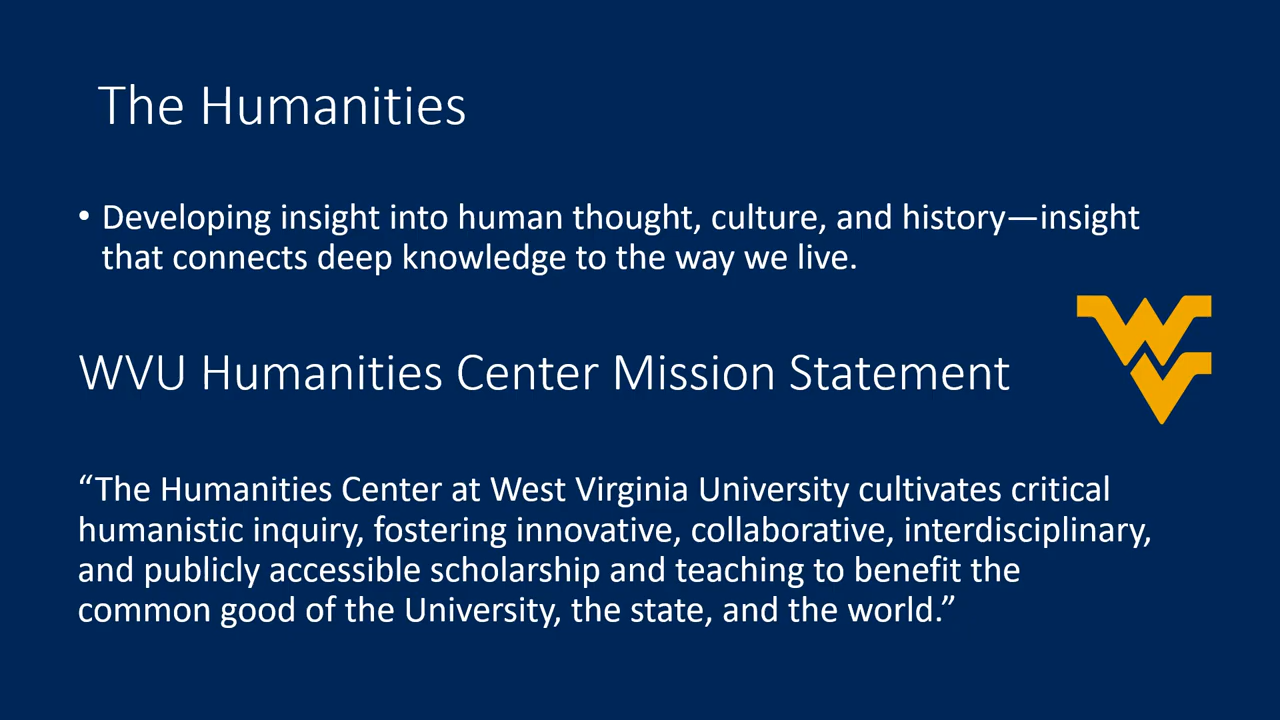 The Humanities
• Developing insight into human thought, culture, and history—insight
that connects deep knowledge to the way we live.
WVU Humanities Center Mission Statement
“The Humanities Center at West Virginia University cultivates critical
humanistic inquiry, fostering innovative, collaborative, interdisciplinary,
and publicly accessible scholarship and teaching to benefit the
common good of the University, the state, and the world.”